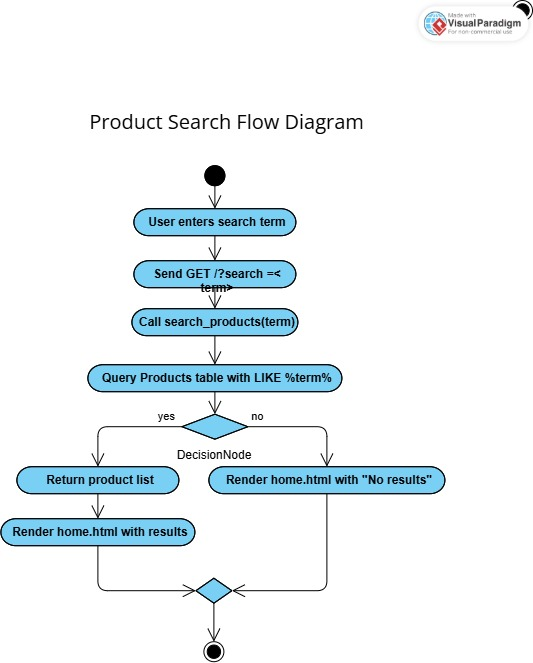 Made with
Visual Paradigm
For non-commercial use
Product Search Flow Diagram
User enters search term
Send GET /?search =<
term>
Call search_products(term)
Query Products table with LIKE %term%
yes
no
DecisionNode
Return product list
Render home.html with "No results"
Render home.html with results